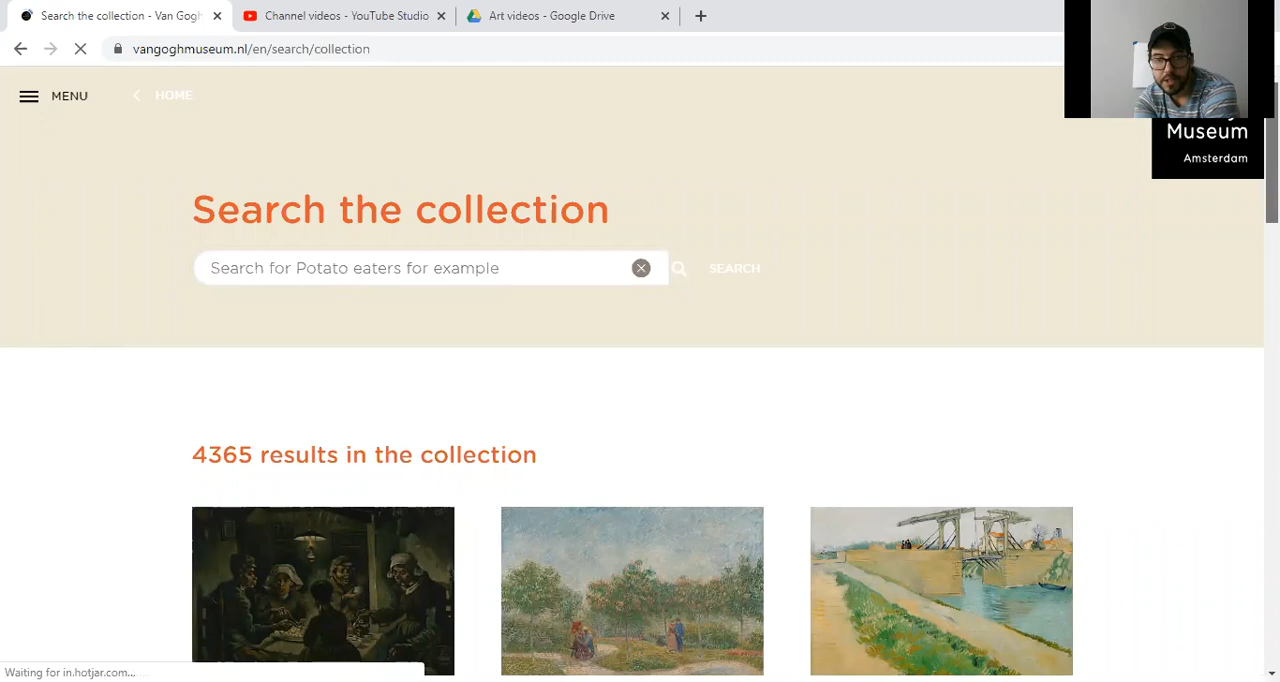 Search the collection - Van Gogh
Channel videos - YouTube Studio
Art videos - Google Drive
vangoghmuseum.nl/en/search/collection
MENU
HOME
Museum
Amsterdam
Search the collection
Search for Potato eaters for example
SEARCH
4365 results in the collection
Waiting for in.hotjar.com...